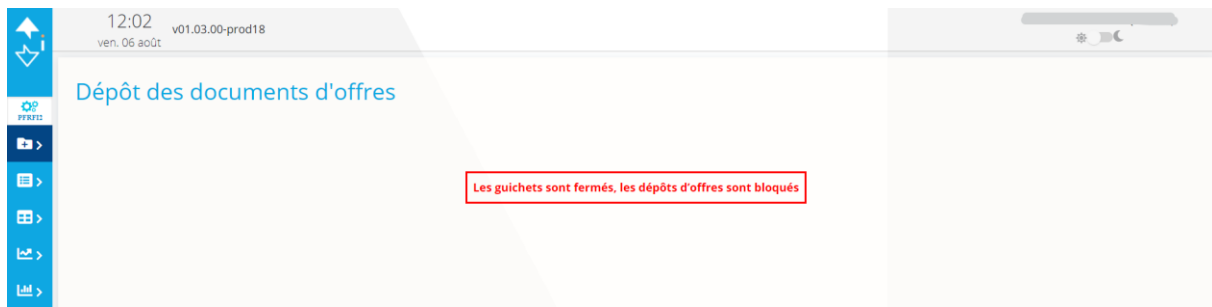 12:02
v01.03.00-prod18
ven. 06 août
i
Dépôt des documents d'offres
PFRFI2
Les guichets sont fermés, les dépôts d'offres sont bloqués